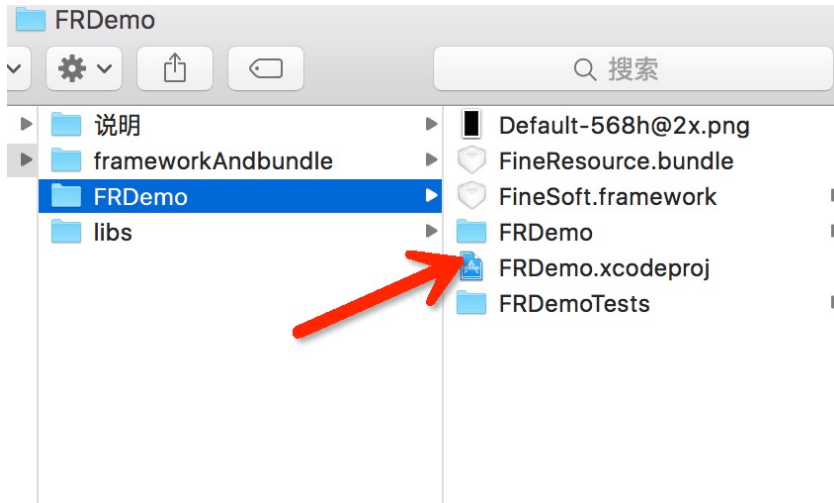 FRDemo
搜索
说明
frameworkAndbundle
FRDemo
libs
Default-568h@2x.png
FineResource.bundle
FineSoft.framework
FRDemo
FRDemo.xcodeproj
FRDemoTests